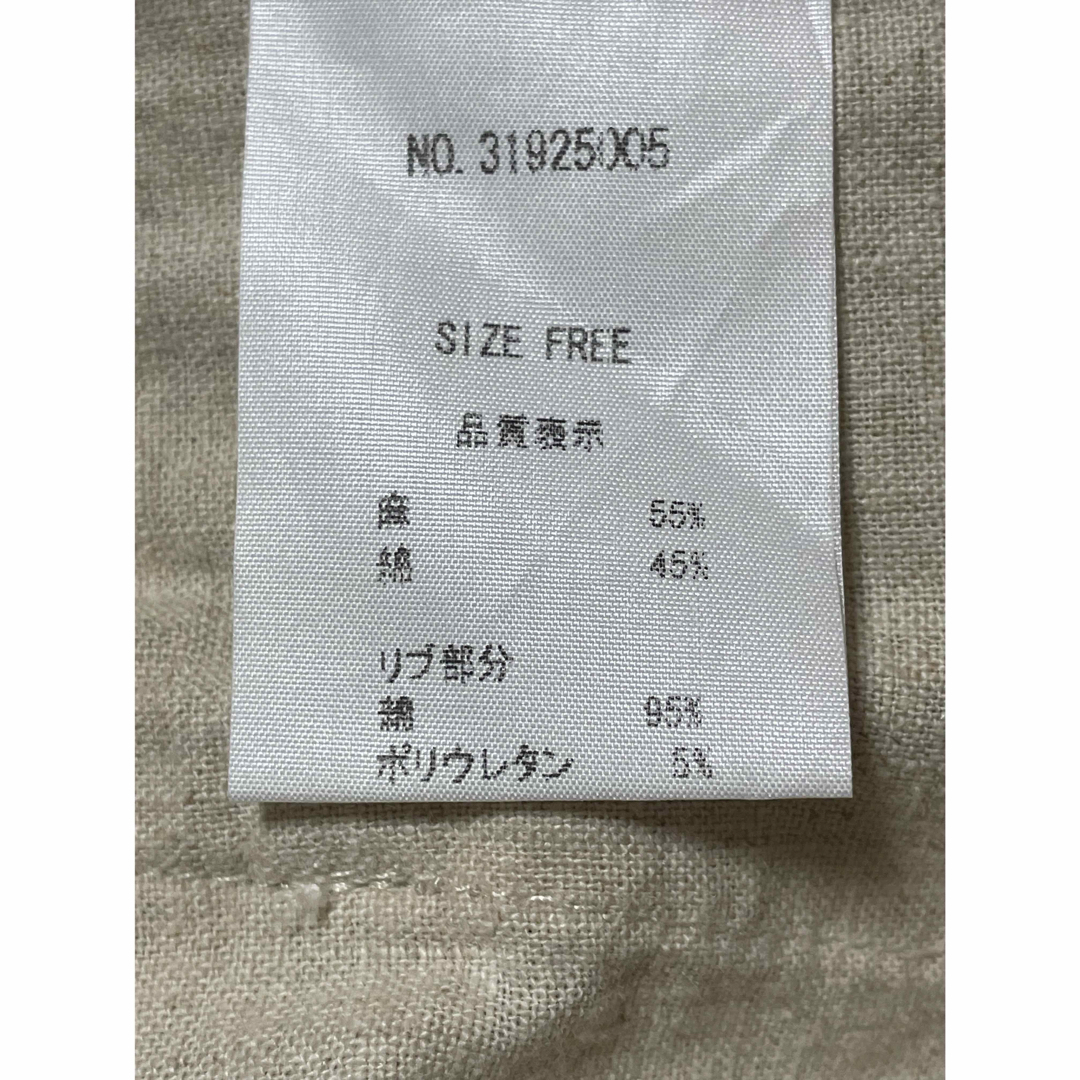 NO. 31925005
SIZE FREE
品質表示
麻 55%
綿 45%
リブ部分
綿 95%
ポリウレタン 5%